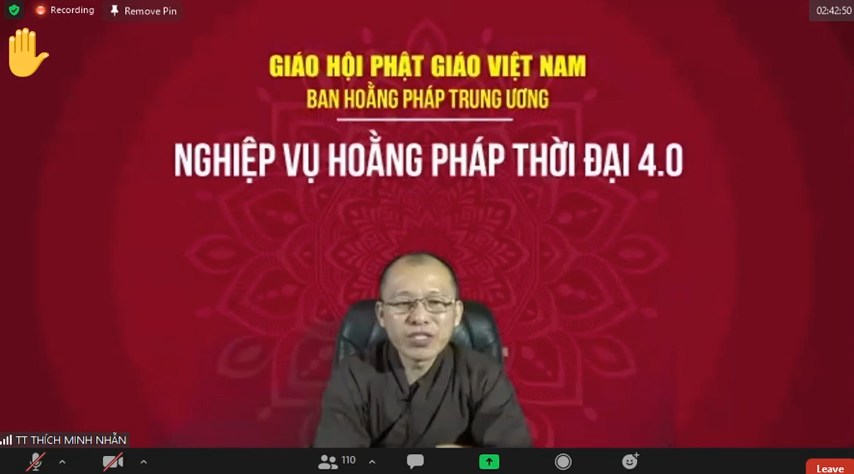 Recording
Remove Pin
02:42:50
GIÁO HỘI PHẬT GIÁO VIỆT NAM
BAN HOẰNG PHÁP TRUNG ƯƠNG
NGHIỆP VỤ HOẰNG PHÁP THỜI ĐẠI 4.0
TT THÍCH MINH NHẪN
110
Leave